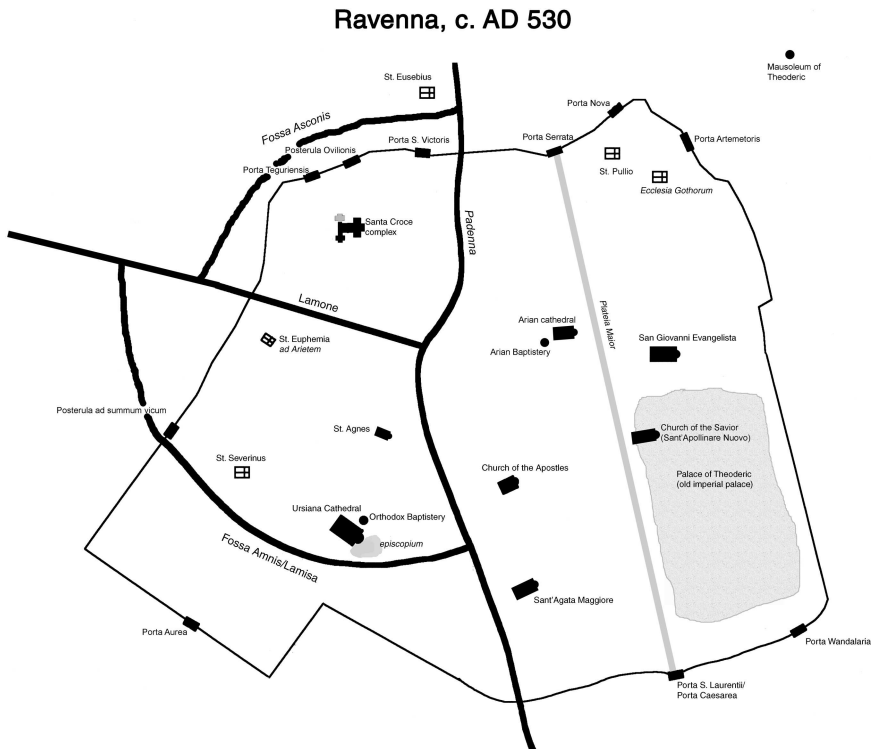 Ravenna, c. AD 530
Mausoleum of
Theoderic
St. Eusebius
Porta Nova
Fossa Asconis
Porta S. Victoris
Porta Serrata
Porta Artemetoris
Posterula Ovilionis
Porta Teguriensis
St. Pullio
Ecclesia Gothorum
Santa Croce
complex
Padenna
Lamone
Plateia Maior
Arian cathedral
Arian Baptistery
San Giovanni Evangelista
St. Euphemia
ad Arietem
Posterula ad summum vicum
St. Agnes
Church of the Savior
(Sant'Apollinare Nuovo)
St. Severinus
Church of the Apostles
Palace of Theoderic
(old imperial palace)
Ursiana Cathedral
Orthodox Baptistery
episcopium
Fossa Amnis/Lamisa
Sant'Agata Maggiore
Porta Aurea
Porta Wandalaria
Porta S. Laurentii/
Porta Caesarea